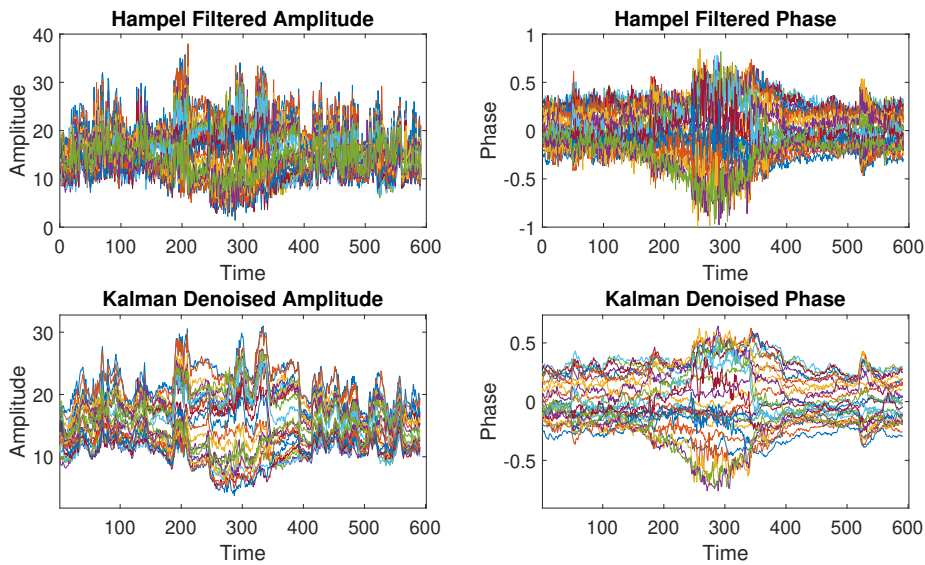 Hampel Filtered Amplitude
40
30
20
10
0
Amplitude
0 100 200 300 400 500 600
Time
Hampel Filtered Phase
1
0.5
0
-0.5
-1
Phase
0 100 200 300 400 500 600
Time
Kalman Denoised Amplitude
30
20
10
Amplitude
100 200 300 400 500 600
Time
Kalman Denoised Phase
0.5
0
-0.5
Phase
100 200 300 400 500 600
Time